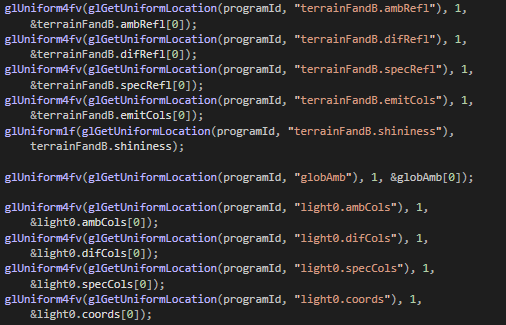 glUniform4fv(glGetUniformLocation(programId, "terrainFandB.ambRefl"), 1,
&terrainFandB.ambRefl[0]);
glUniform4fv(glGetUniformLocation(programId, "terrainFandB.difRefl"), 1,
&terrainFandB.difRefl[0]);
glUniform4fv(glGetUniformLocation(programId, "terrainFandB.specRefl"), 1,
&terrainFandB.specRefl[0]);
glUniform4fv(glGetUniformLocation(programId, "terrainFandB.emitCols"), 1,
&terrainFandB.emitCols[0]);
glUniform1f(glGetUniformLocation(programId, "terrainFandB.shininess"),
terrainFandB.shininess);
glUniform4fv(glGetUniformLocation(programId, "globAmb"), 1, &globAmb[0]);
glUniform4fv(glGetUniformLocation(programId, "light0.ambCols"), 1,
&light0.ambCols[0]);
glUniform4fv(glGetUniformLocation(programId, "light0.difCols"), 1,
&light0.difCols[0]);
glUniform4fv(glGetUniformLocation(programId, "light0.specCols"), 1,
&light0.specCols[0]);
glUniform4fv(glGetUniformLocation(programId, "light0.coords"), 1,
&light0.coords[0]);